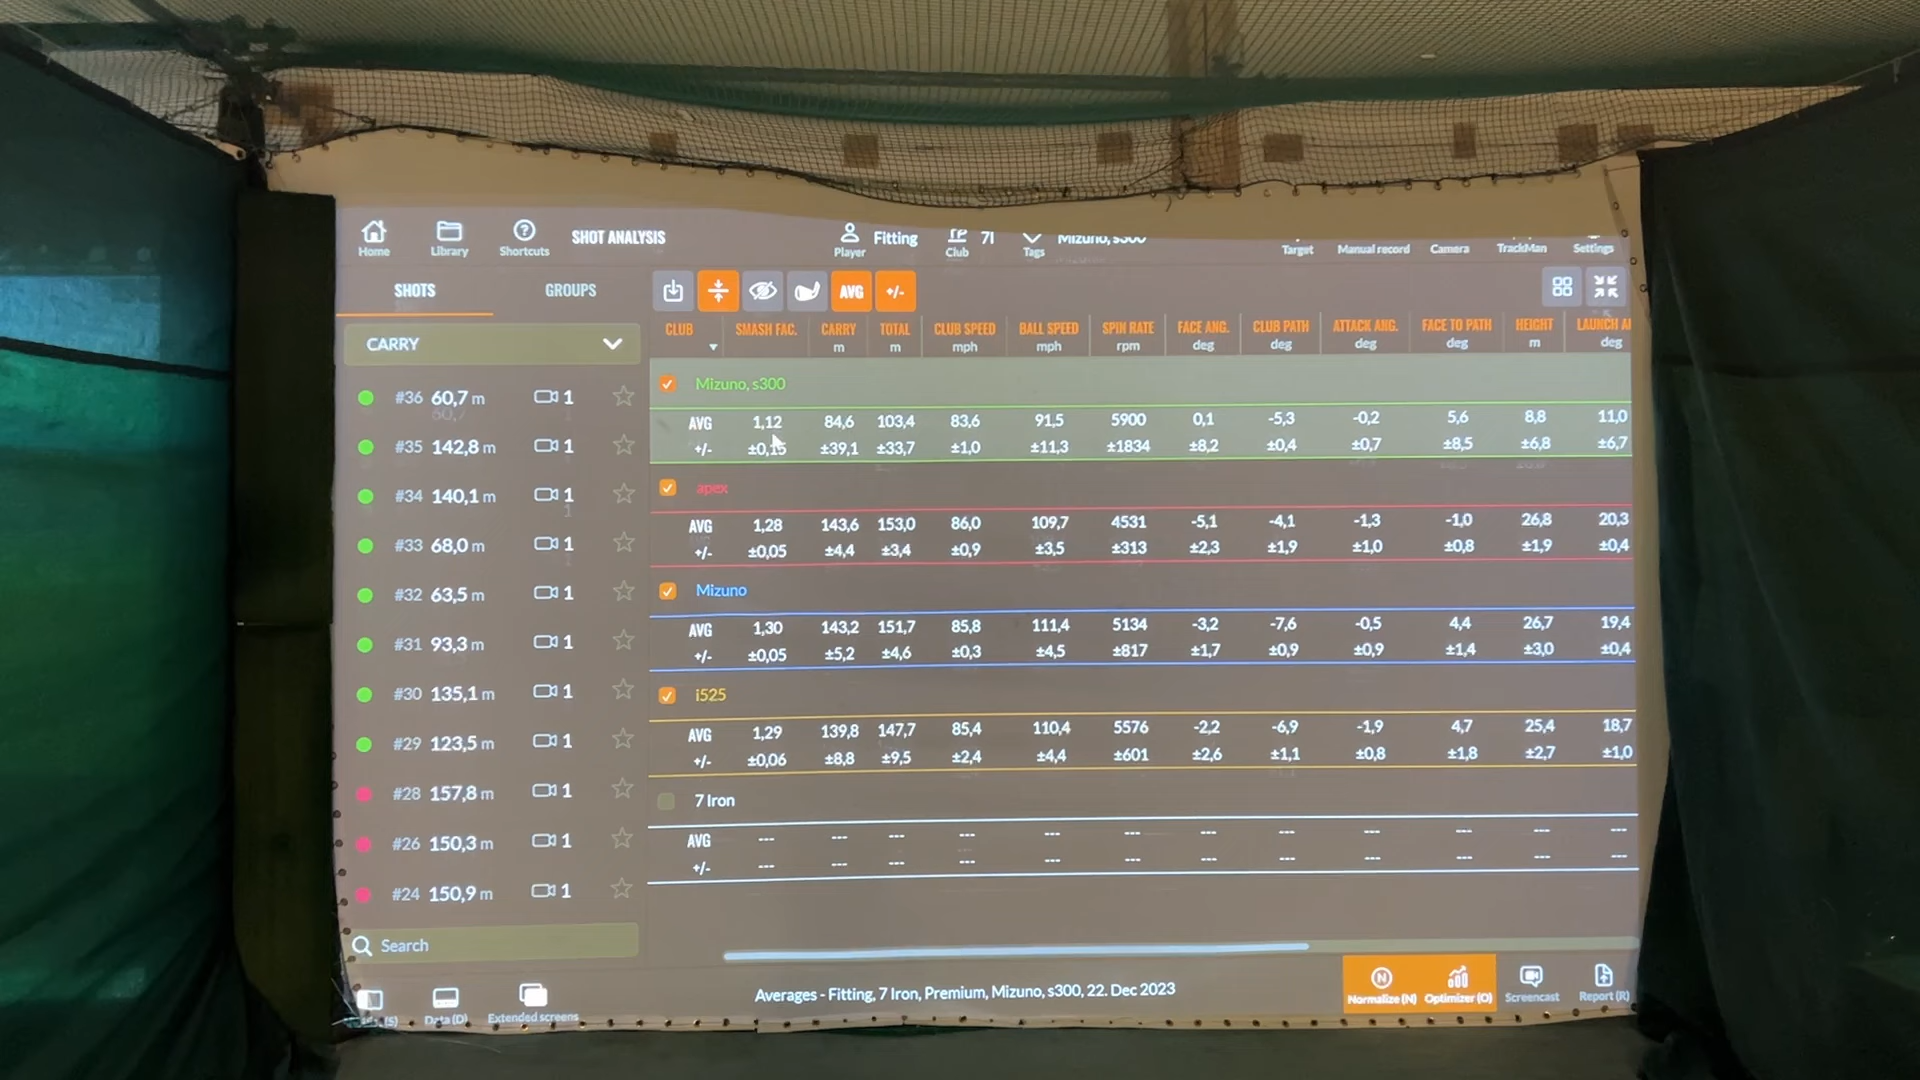 Home
Library
Shortcuts
SHOT ANALYSIS
Player
Fitting
Club
7I
Tags
Mizuno, s300
Target
Manual record
Camera
TrackMan
Settings
SHOTS
GROUPS
AVG
+/-
CARRY
#36 60,7 m 1
#35 142,8 m 1
#34 140,1 m 1
#33 68,0 m 1
#32 63,5 m 1
#31 93,3 m 1
#30 135,1 m 1
#29 123,5 m 1
#28 157,8 m 1
#26 150,3 m 1
#24 150,9 m 1
Search
CLUB SMASH FAC. CARRY TOTAL CLUB SPEED BALL SPEED SPIN RATE FACE ANG. CLUB PATH ATTACK ANG. FACE TO PATH HEIGHT LAUNCH
m m mph mph rpm deg deg deg deg m deg
Mizuno, s300
AVG 1,12 84,6 103,4 83,6 91,5 5900 0,1 -5,3 -0,2 5,6 8,8 11,0
+/- ±0,15 ±39,1 ±33,7 ±1,0 ±11,3 ±1834 ±8,2 ±0,4 ±0,7 ±8,5 ±6,8 ±6,7
apex
AVG 1,28 143,6 153,0 86,0 109,7 4531 -5,1 -4,1 -1,3 -1,0 26,8 20,3
+/- ±0,05 ±4,4 ±3,4 ±0,9 ±3,5 ±313 ±2,3 ±1,9 ±1,0 ±0,8 ±1,9 ±0,4
Mizuno
AVG 1,30 143,2 151,7 85,8 111,4 5134 -3,2 -7,6 -0,5 4,4 26,7 19,4
+/- ±0,05 ±5,2 ±4,6 ±0,3 ±4,5 ±817 ±1,7 ±0,9 ±0,9 ±1,4 ±3,0 ±0,4
i525
AVG 1,29 139,8 147,7 85,4 110,4 5576 -2,2 -6,9 -1,9 4,7 25,4 18,7
+/- ±0,06 ±8,8 ±9,5 ±2,4 ±4,4 ±601 ±2,6 ±1,1 ±0,8 ±1,8 ±2,7 ±1,0
7 Iron
AVG --- --- --- --- --- --- --- --- --- --- --- ---
+/- --- --- --- --- --- --- --- --- --- --- --- ---
Data (D)
Extended screens
Averages - Fitting, 7 Iron, Premium, Mizuno, s300, 22. Dec 2023
Normalize (N)
Optimizer (O)
Screencast
Report (R)